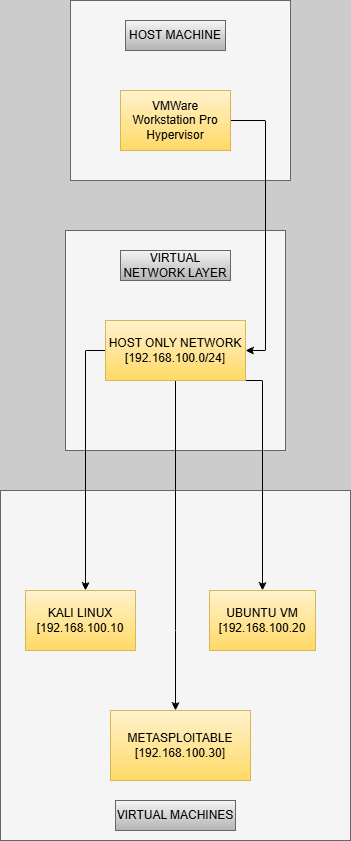 HOST MACHINE
VMWare
Workstation Pro
Hypervisor
VIRTUAL
NETWORK LAYER
HOST ONLY NETWORK
[192.168.100.0/24]
KALI LINUX
[192.168.100.10
UBUNTU VM
[192.168.100.20
METASPLOITABLE
[192.168.100.30]
VIRTUAL MACHINES